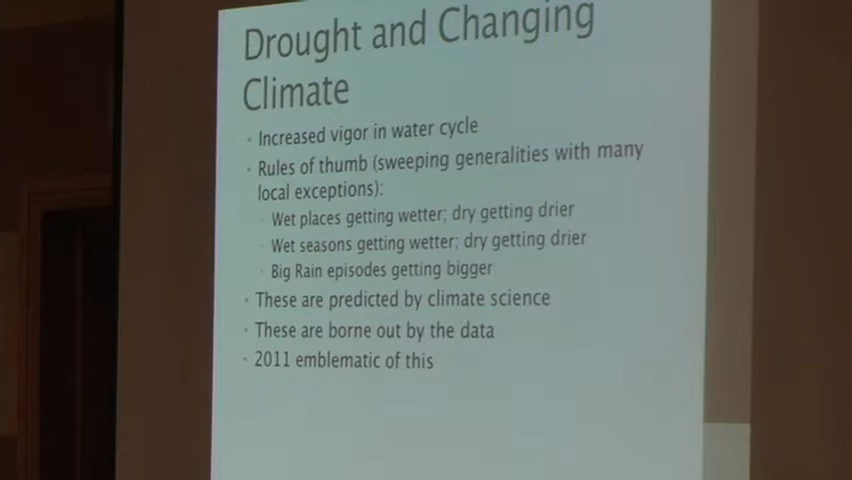 Drought and Changing
Climate
• Increased vigor in water cycle
• Rules of thumb (sweeping generalities with many
local exceptions):
◦ Wet places getting wetter; dry getting drier
◦ Wet seasons getting wetter; dry getting drier
◦ Big Rain episodes getting bigger
• These are predicted by climate science
• These are borne out by the data
• 2011 emblematic of this